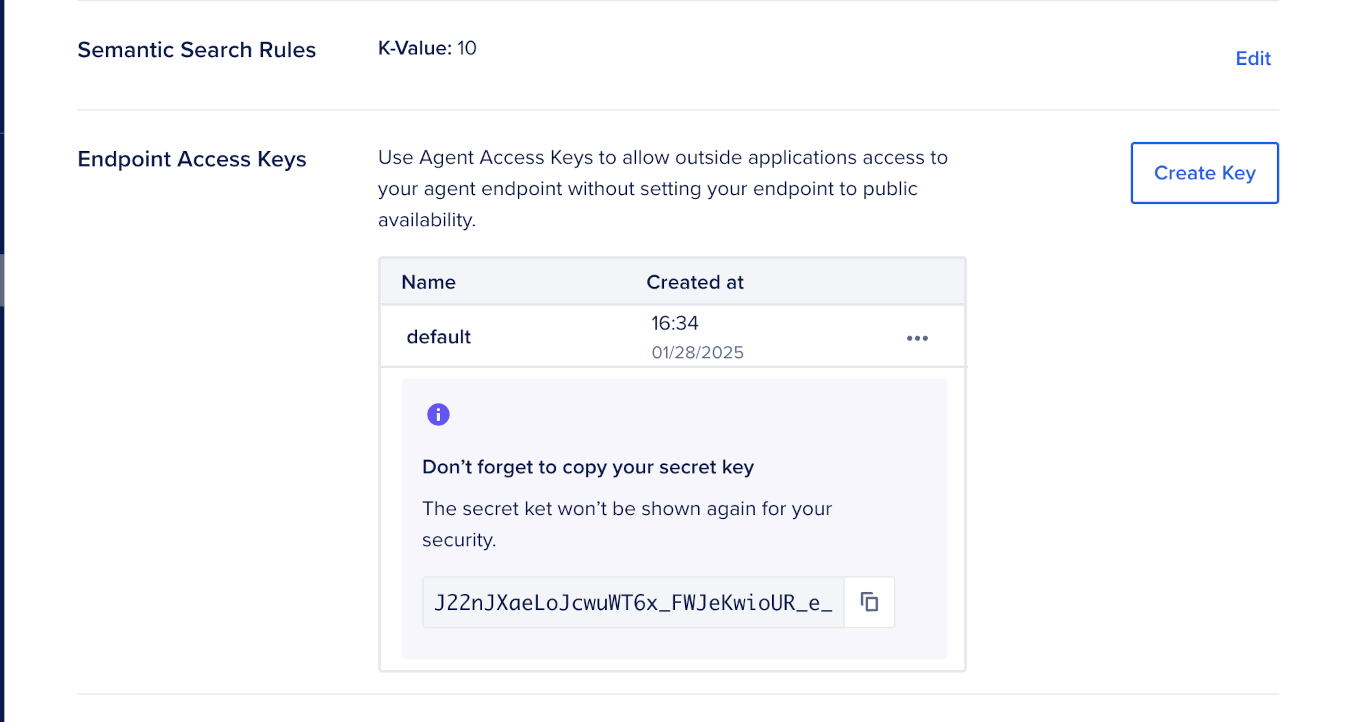 Semantic Search Rules
K-Value: 10
Edit
Endpoint Access Keys
Use Agent Access Keys to allow outside applications access to
your agent endpoint without setting your endpoint to public
availability.
Create Key
Name Created at
default
16:34
01/28/2025
Don’t forget to copy your secret key
The secret ket won’t be shown again for your
security.
J22nJXaeLoJcwuWT6x_FWJeKwioUR_e_